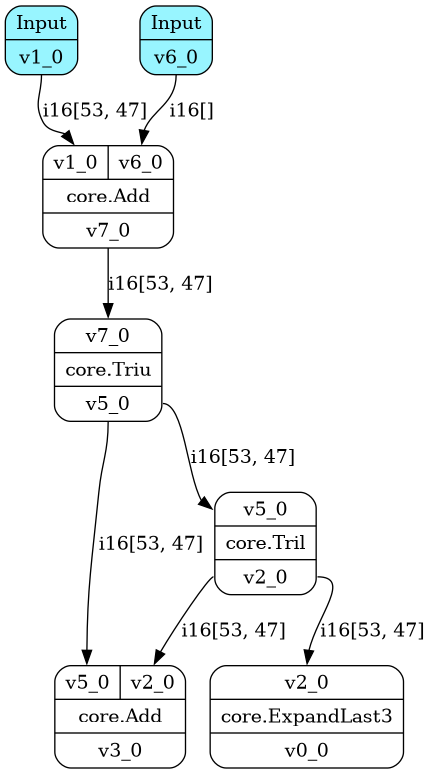 Input
v1_0
Input
v6_0
i16[53, 47]
i16[]
v1_0
v6_0
core.Add
v7_0
i16[53, 47]
v7_0
core.Triu
v5_0
i16[53, 47]
i16[53, 47]
v5_0
core.Tril
v2_0
i16[53, 47]
i16[53, 47]
v5_0
v2_0
core.Add
v3_0
v2_0
core.ExpandLast3
v0_0